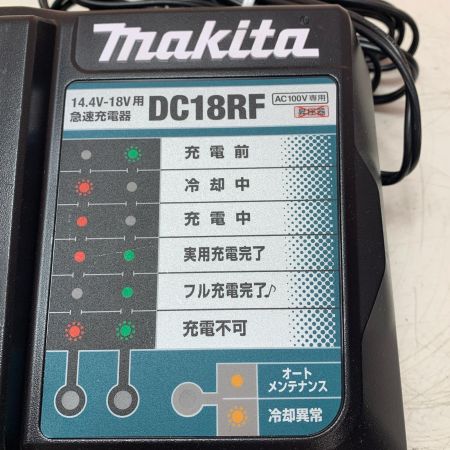 makita
14.4V-18V用
急速充電器
DC18RF
AC100V専用
昇圧器
充電前
冷却中
充電中
実用充電完了
フル充電完了♪
充電不可
オート
メンテナンス
冷却異常